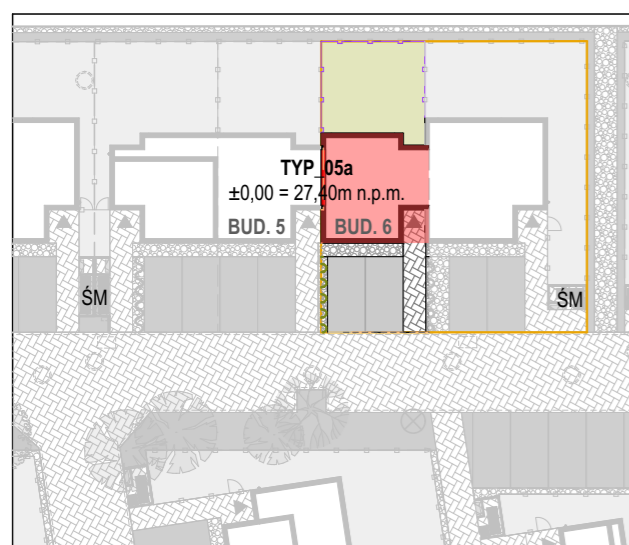 TYP_05a
±0,00 = 27,40m n.p.m.
BUD. 5
BUD. 6
ŚM
ŚM